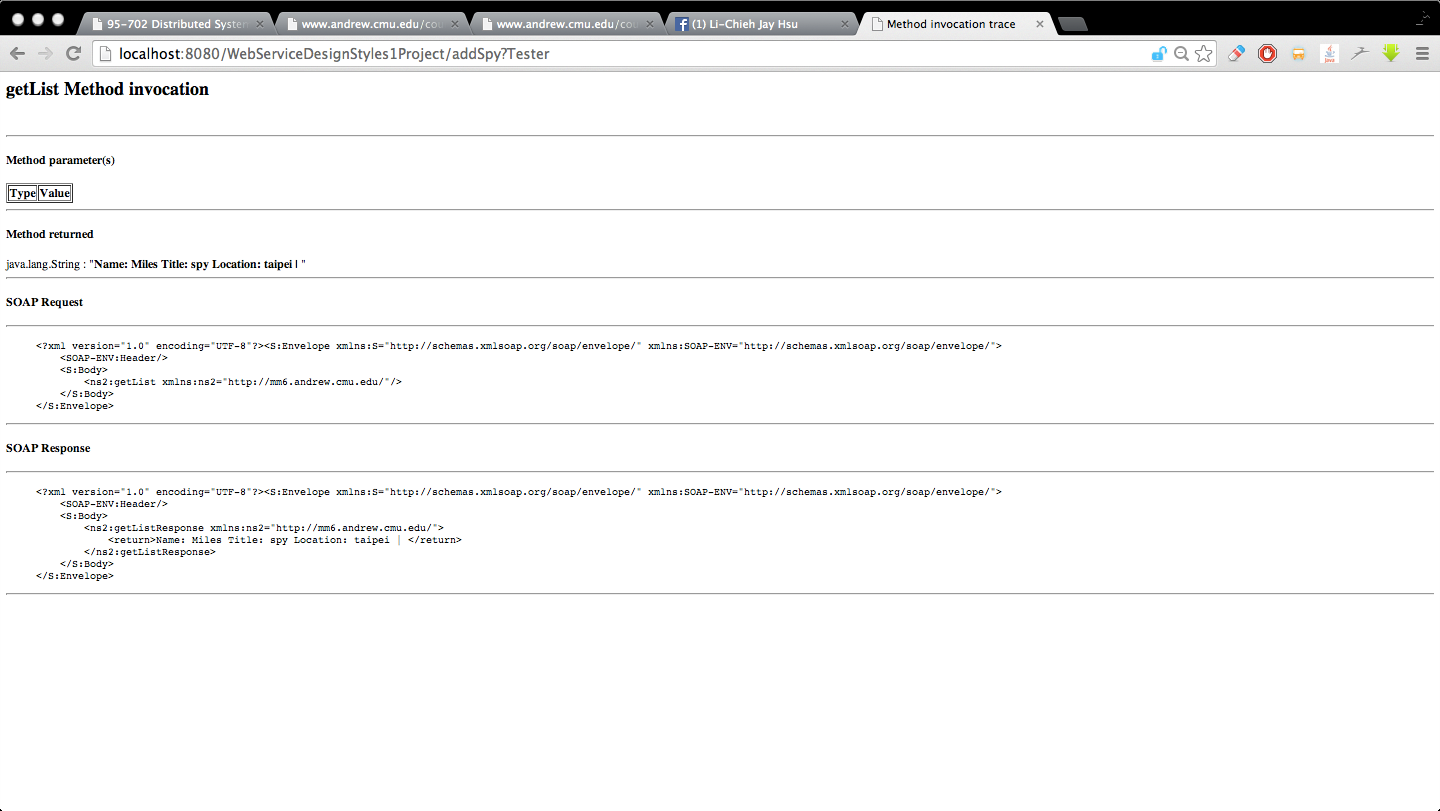 95-702 Distributed System
www.andrew.cmu.edu/cou
www.andrew.cmu.edu/cou
(1) Li-Chieh Jay Hsu
Method invocation trace
localhost:8080/WebServiceDesignStyles1Project/addSpy?Tester
getList Method invocation
Method parameter(s)
Type Value
Method returned
java.lang.String : "Name: Miles Title: spy Location: taipei | "
SOAP Request
<?xml version="1.0" encoding="UTF-8"?><S:Envelope xmlns:S="http://schemas.xmlsoap.org/soap/envelope/" xmlns:SOAP-ENV="http://schemas.xmlsoap.org/soap/envelope/">
<SOAP-ENV:Header/>
<S:Body>
<ns2:getList xmlns:ns2="http://mm6.andrew.cmu.edu/"/>
</S:Body>
</S:Envelope>
SOAP Response
<?xml version="1.0" encoding="UTF-8"?><S:Envelope xmlns:S="http://schemas.xmlsoap.org/soap/envelope/" xmlns:SOAP-ENV="http://schemas.xmlsoap.org/soap/envelope/">
<SOAP-ENV:Header/>
<S:Body>
<ns2:getListResponse xmlns:ns2="http://mm6.andrew.cmu.edu/">
<return>Name: Miles Title: spy Location: taipei | </return>
</ns2:getListResponse>
</S:Body>
</S:Envelope>